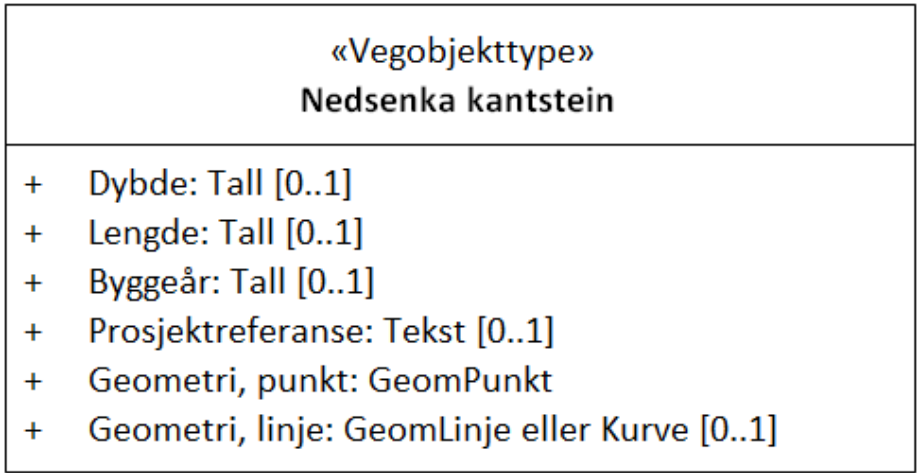 «Vegobjekttype»
Nedsenka kantstein
+ Dybde: Tall [0..1]
+ Lengde: Tall [0..1]
+ Byggeår: Tall [0..1]
+ Prosjektreferanse: Tekst [0..1]
+ Geometri, punkt: GeomPunkt
+ Geometri, linje: GeomLinje eller Kurve [0..1]